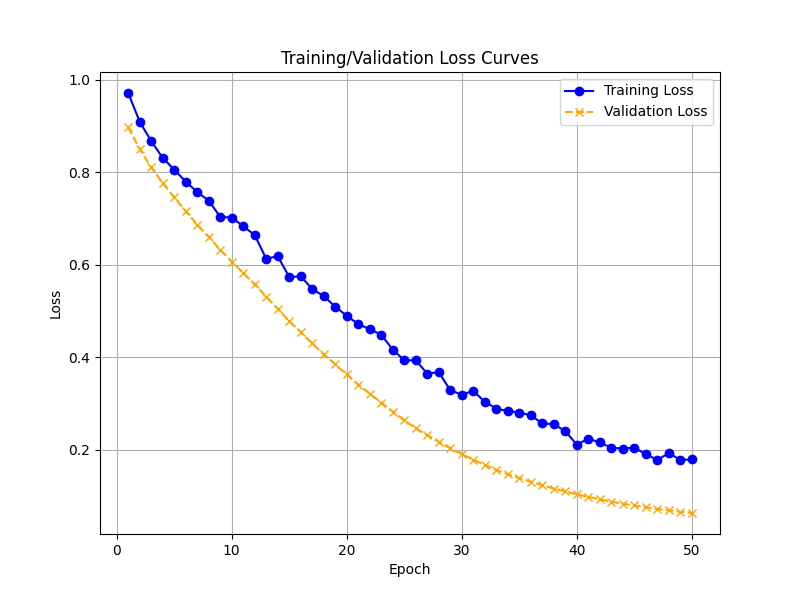 Training/Validation Loss Curves
Training Loss
Validation Loss
1.0
0.8
0.6
0.4
0.2
Loss
0
10
20
30
40
50
Epoch